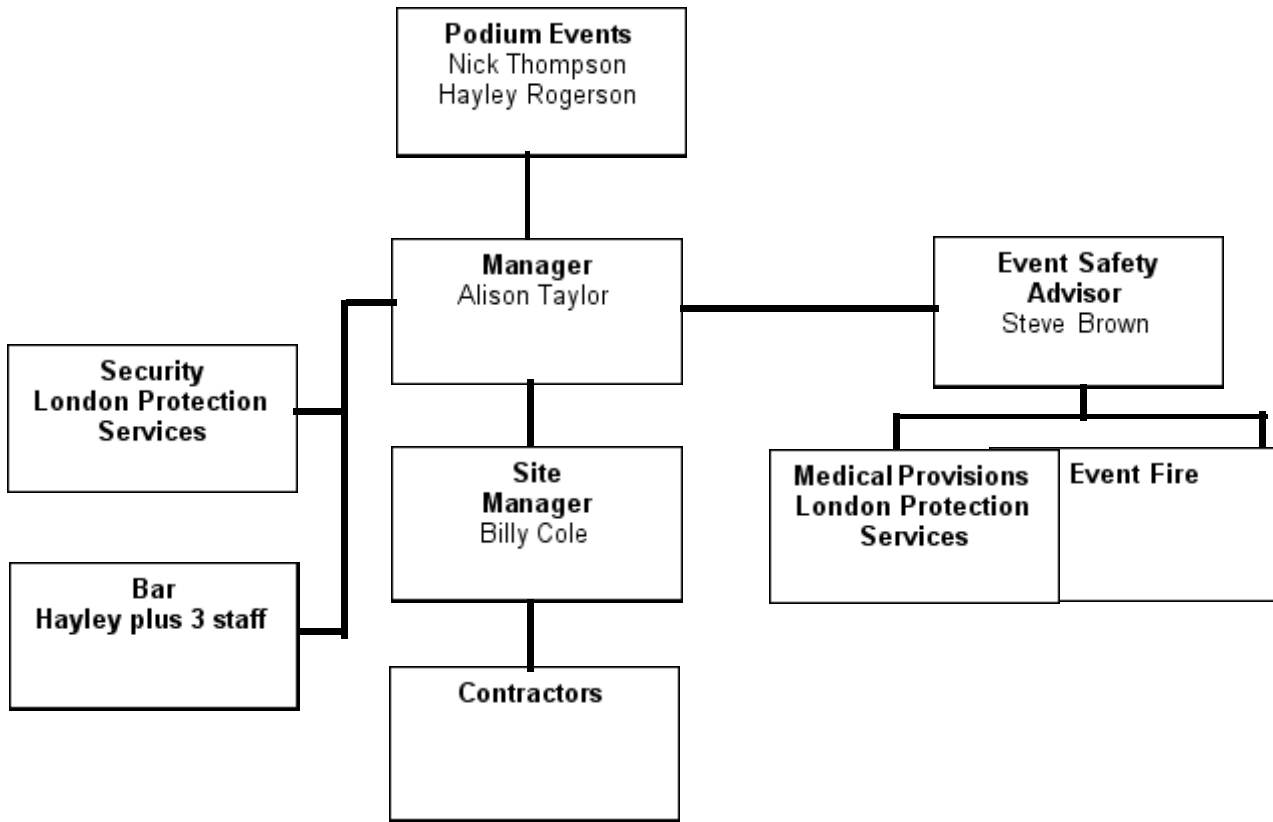 Podium Events
Nick Thompson
Hayley Rogerson
Manager
Alison Taylor
Event Safety
Advisor
Steve Brown
Security
London Protection
Services
Site
Manager
Billy Cole
Medical Provisions
London Protection
Services
Event Fire
Bar
Hayley plus 3 staff
Contractors